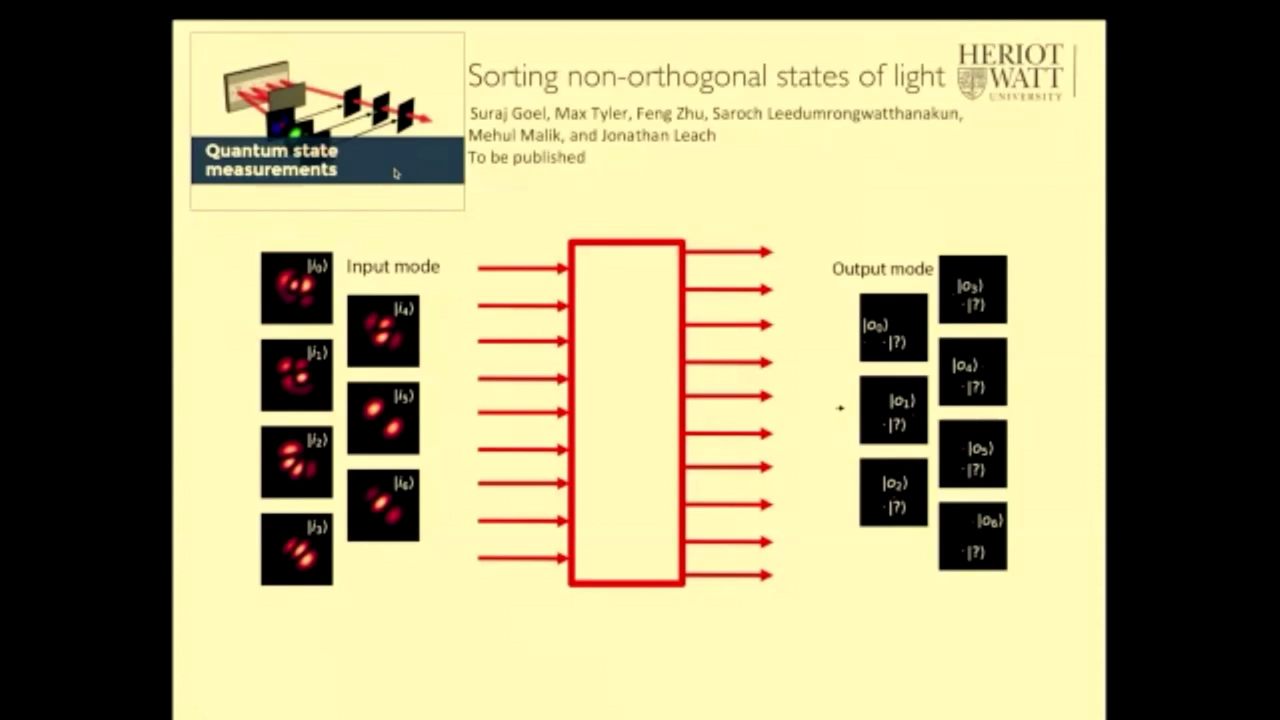 Sorting non-orthogonal states of light
HERIOT
WATT
UNIVERSITY
Suraj Goel, Max Tyler, Feng Zhu, Saroch Leedumrongwatthanakun,
Mehul Malik, and Jonathan Leach
To be published
Quantum state
measurements
Input mode
|i₀⟩
|i₁⟩
|i₂⟩
|i₃⟩
|i₄⟩
|i₅⟩
|i₆⟩
Output mode
|o₀⟩
|?⟩
|o₁⟩
|?⟩
|o₂⟩
|?⟩
|o₃⟩
|?⟩
|o₄⟩
|?⟩
|o₅⟩
|?⟩
|o₆⟩
|?⟩